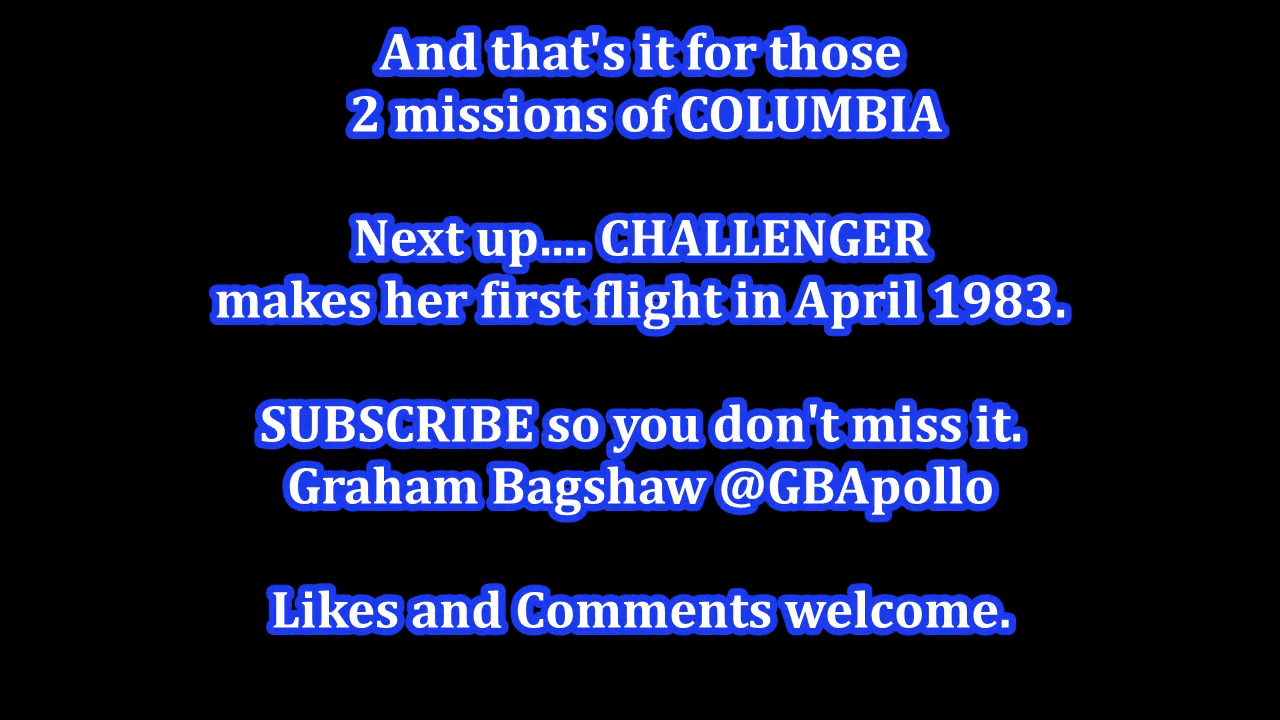 And that's it for those
2 missions of COLUMBIA
Next up.... CHALLENGER
makes her first flight in April 1983.
SUBSCRIBE so you don't miss it.
Graham Bagshaw @GBApollo
Likes and Comments welcome.